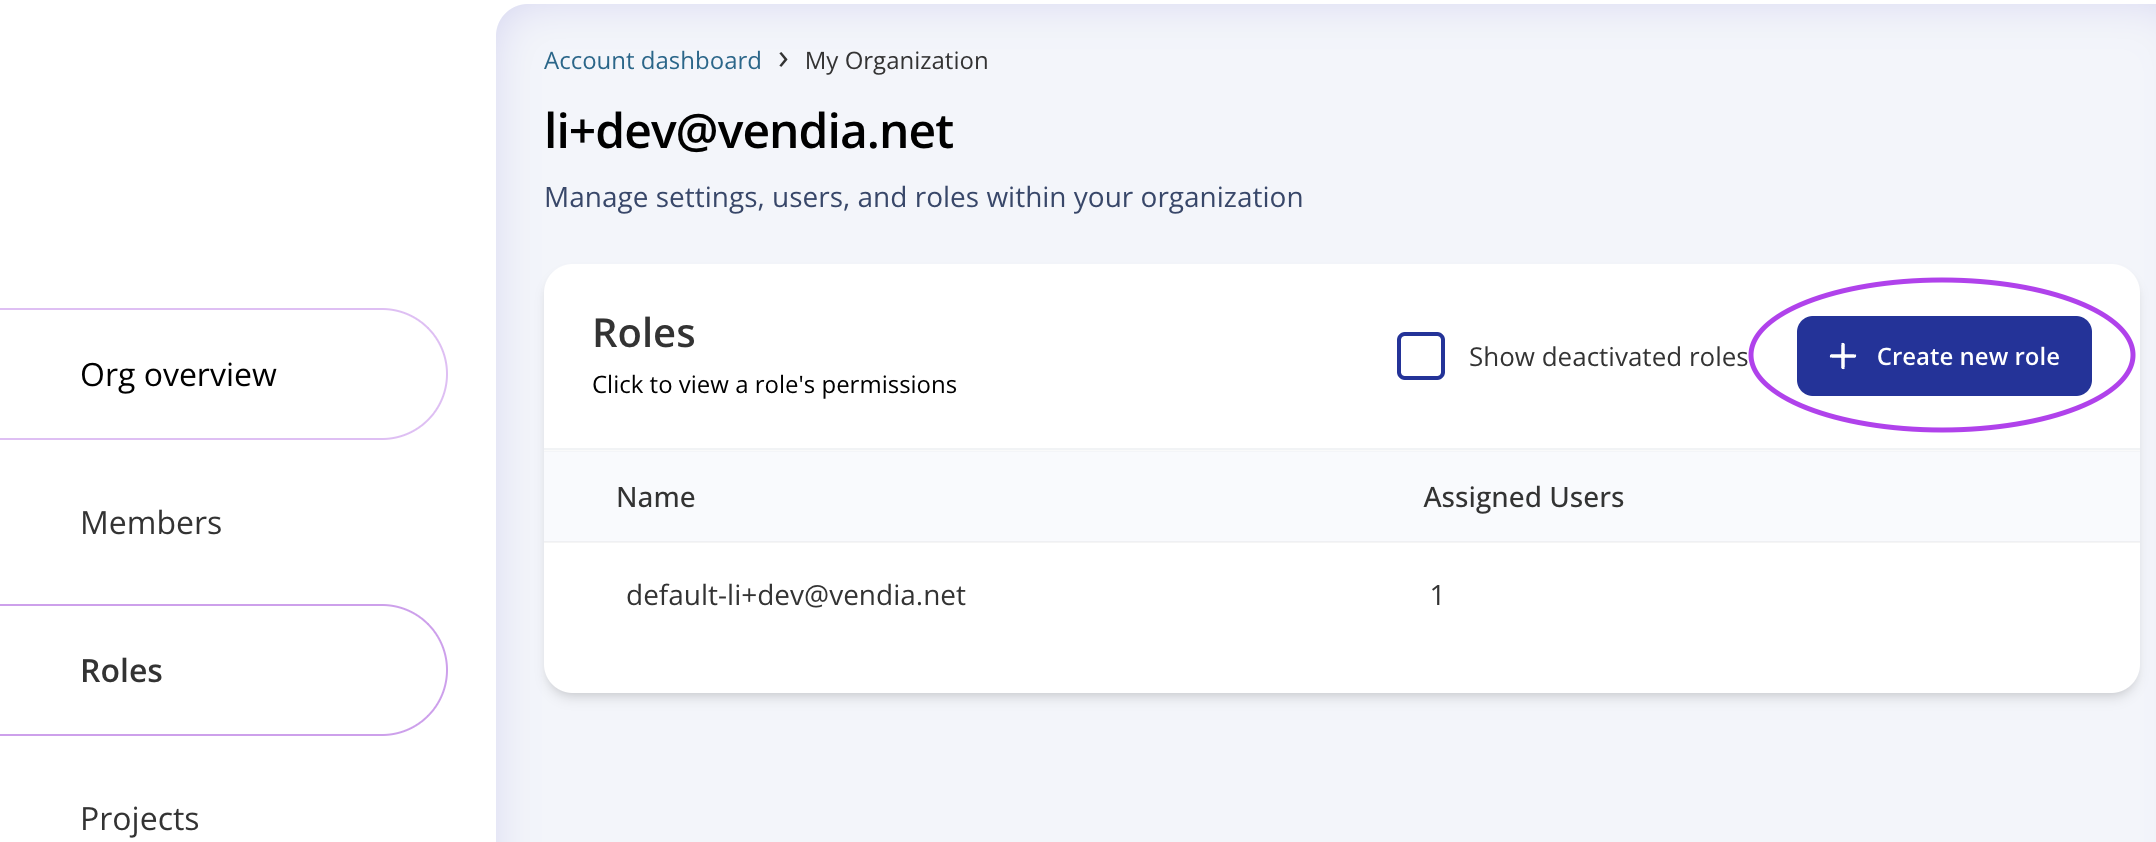 Account dashboard > My Organization
li+dev@vendia.net
Manage settings, users, and roles within your organization
Org overview
Members
Roles
Projects
Roles
Click to view a role's permissions
Show deactivated roles
+ Create new role
Name Assigned Users
default-li+dev@vendia.net 1